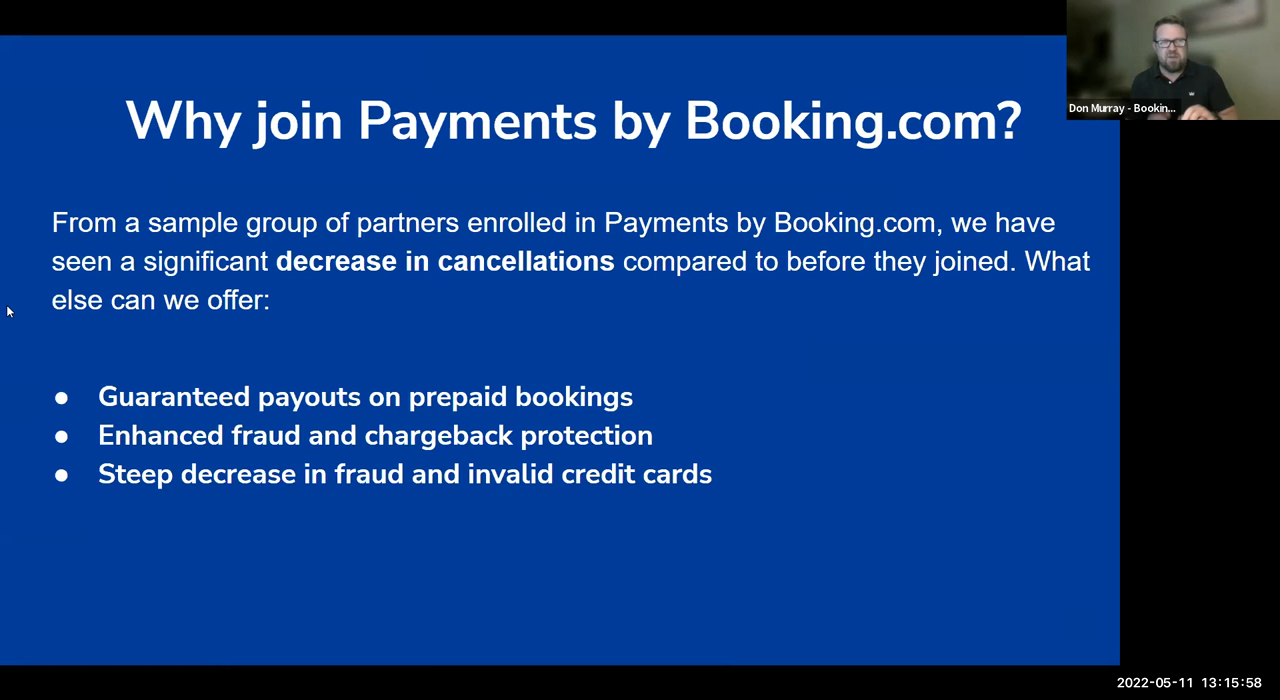 Why join Payments by Booking.com?
Don Murray - Bookin...
From a sample group of partners enrolled in Payments by Booking.com, we have
seen a significant decrease in cancellations compared to before they joined. What
else can we offer:
● Guaranteed payouts on prepaid bookings
● Enhanced fraud and chargeback protection
● Steep decrease in fraud and invalid credit cards
2022-05-11 13:15:58